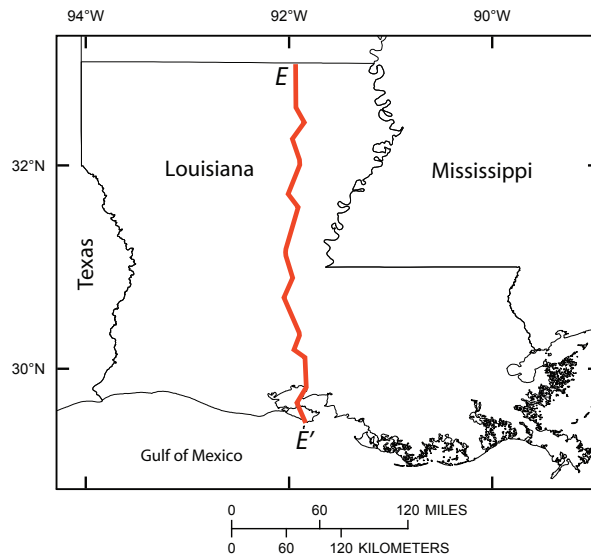 94°W 92°W 90°W
E
32°N
Louisiana
Mississippi
Texas
30°N
E′
Gulf of Mexico
0 60 120 MILES
0 60 120 KILOMETERS